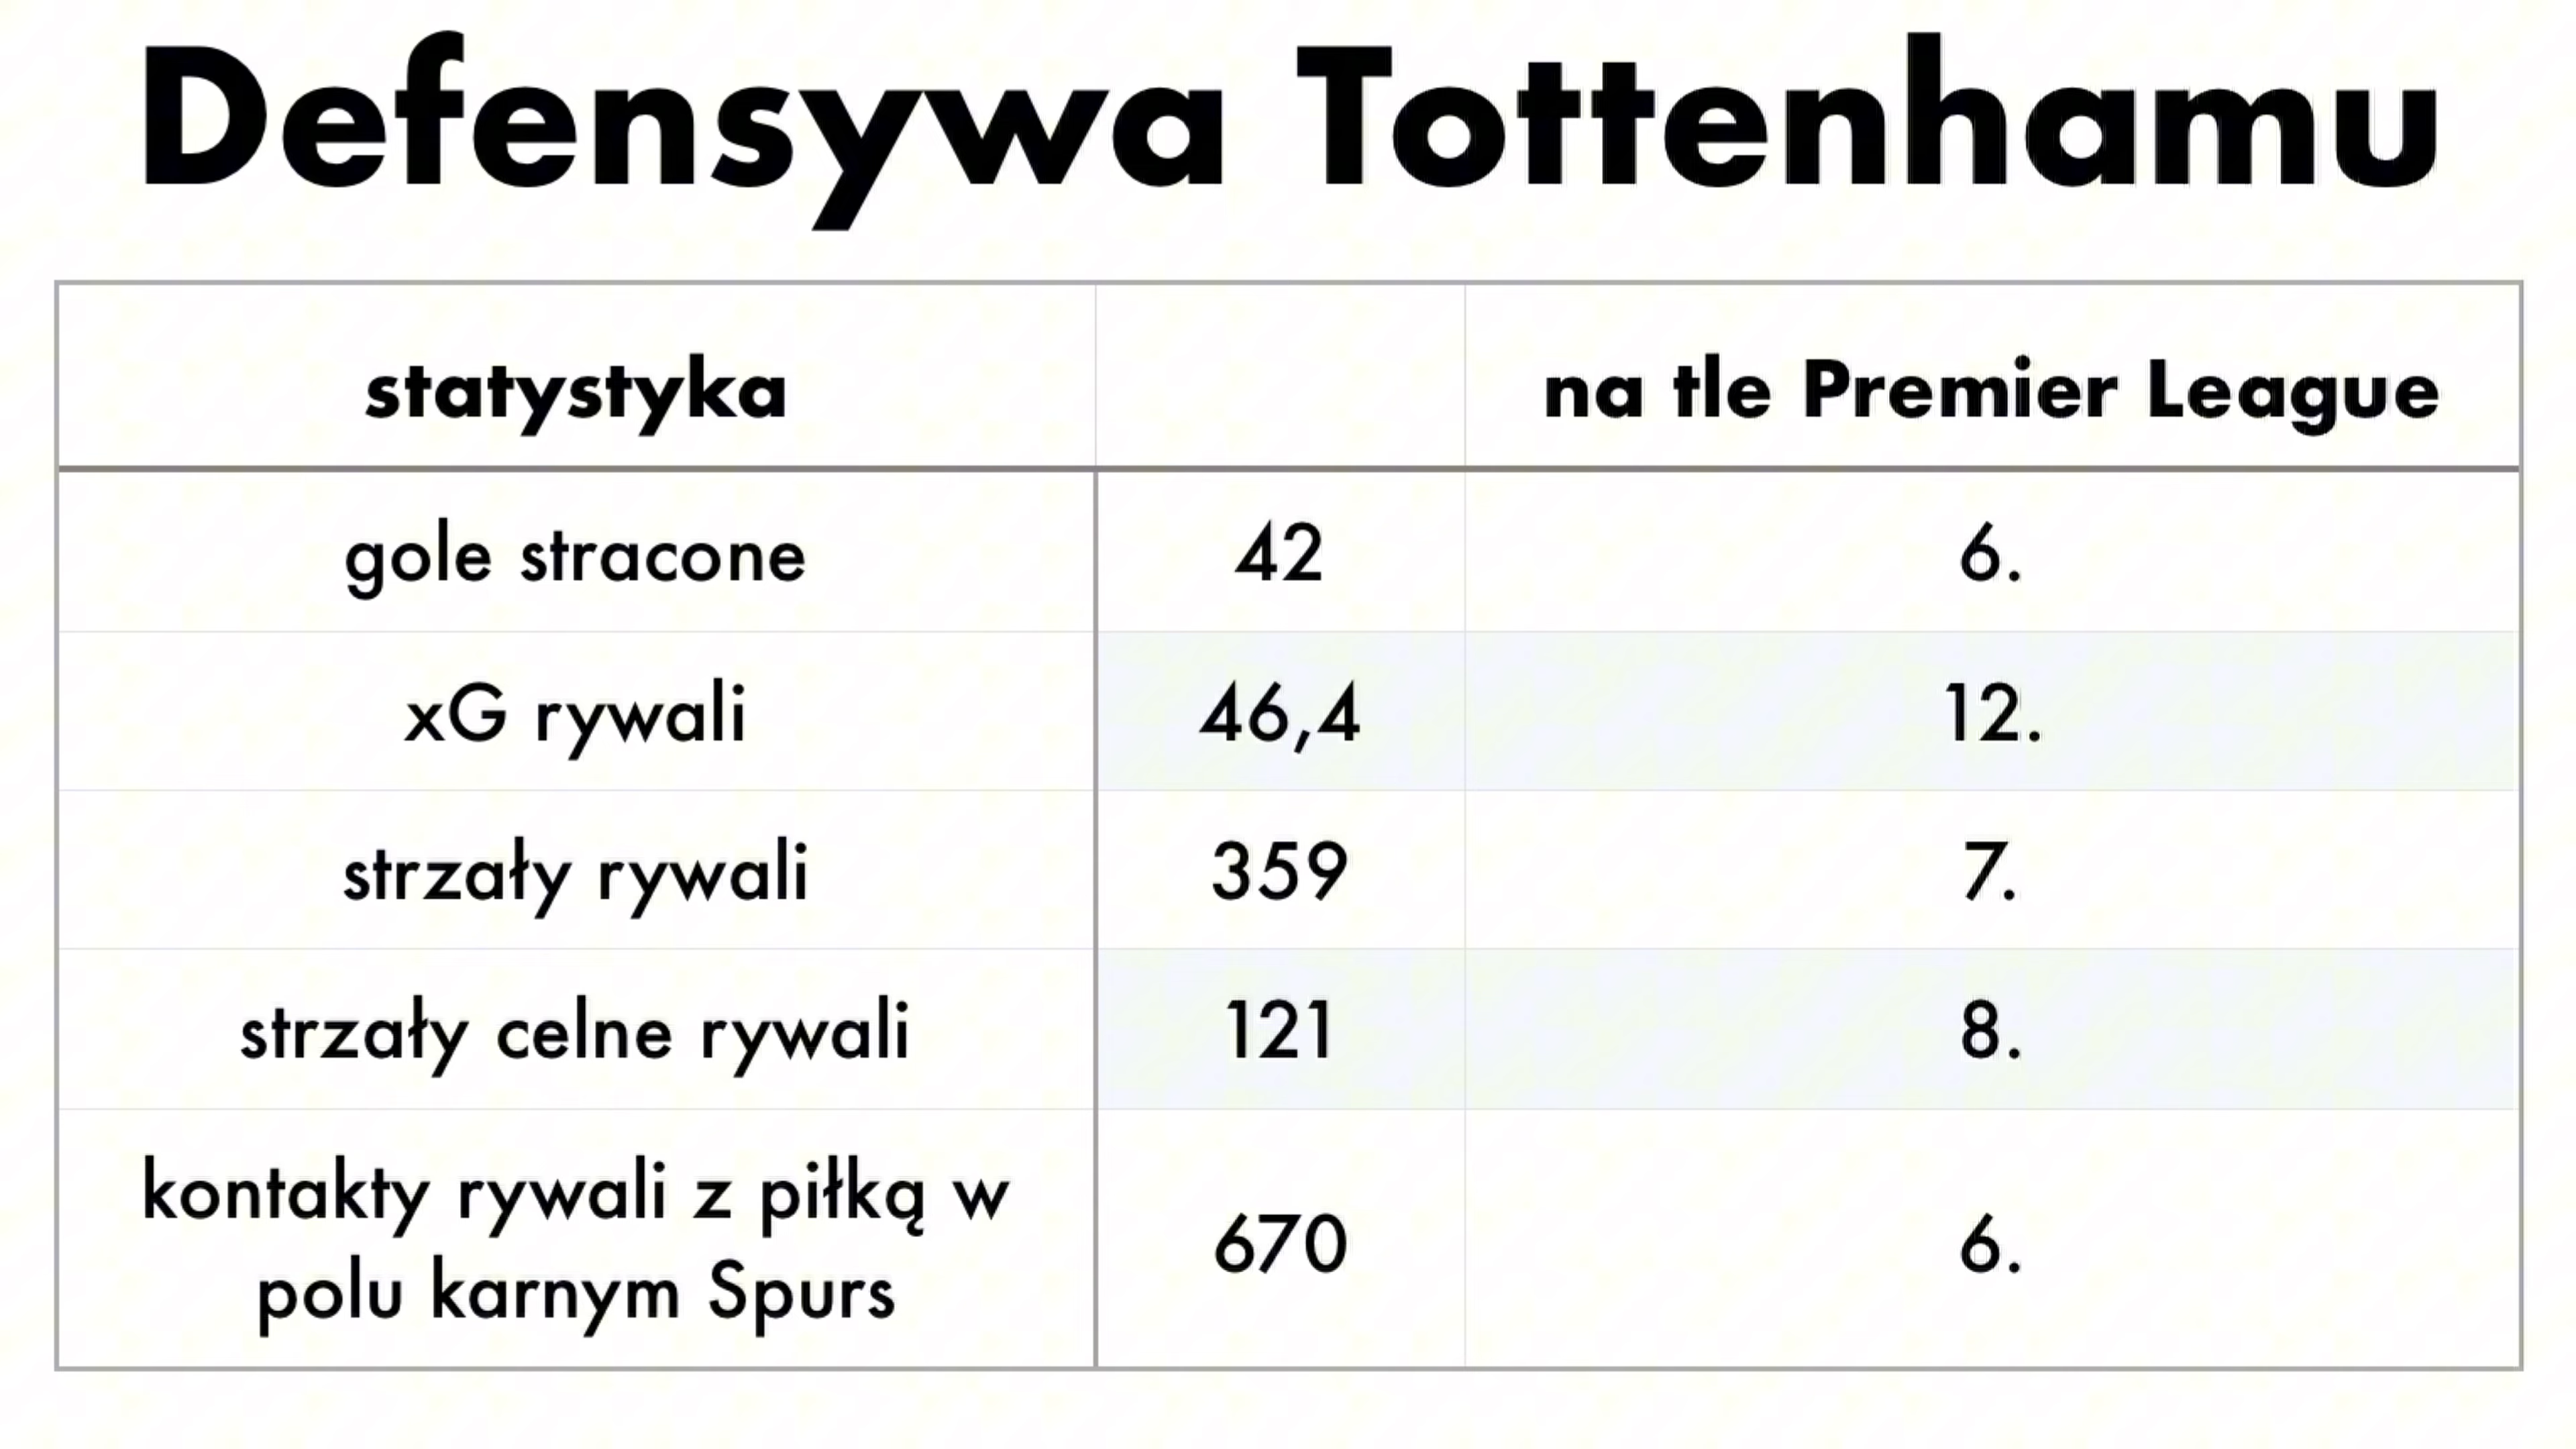 Defensywa Tottenhamu
statystyka na tle Premier League
gole stracone 42 6.
xG rywali 46,4 12.
strzały rywali 359 7.
strzały celne rywali 121 8.
kontakty rywali z piłką w
polu karnym Spurs 670 6.